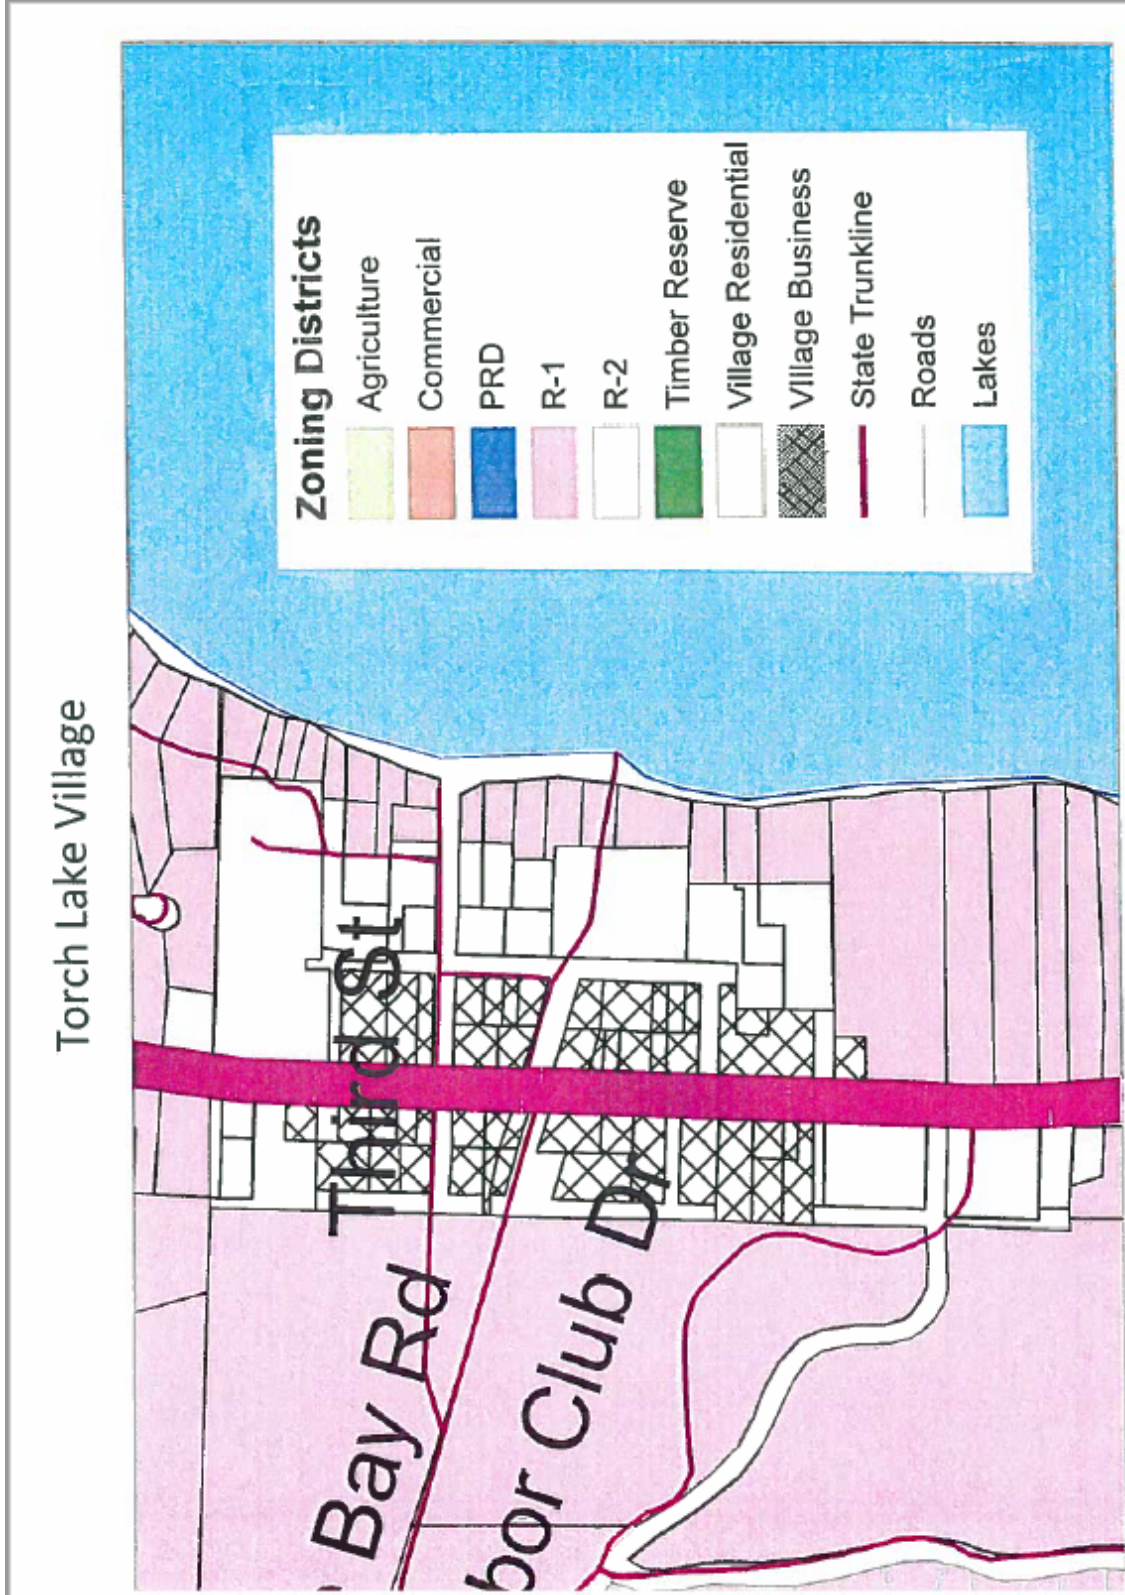 Torch Lake Village
Zoning Districts
Agriculture
Commercial
PRD
R-1
R-2
Timber Reserve
Village Residential
VIllage Business
State Trunkline
Roads
Lakes
Third St
Bay Rd
bor Club Dr